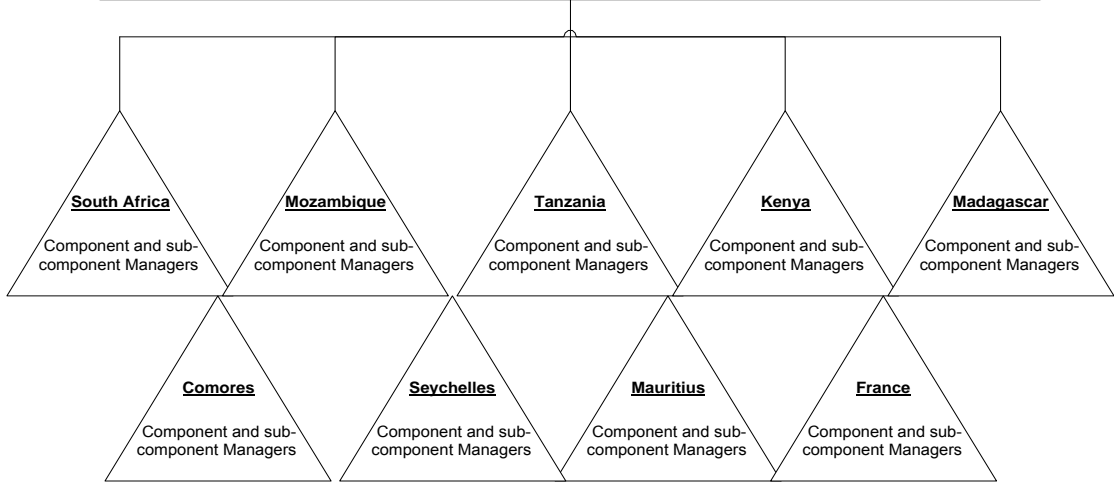 South Africa
Component and sub-
component Managers
Mozambique
Component and sub-
component Managers
Tanzania
Component and sub-
component Managers
Kenya
Component and sub-
component Managers
Madagascar
Component and sub-
component Managers
Comores
Component and sub-
component Managers
Seychelles
Component and sub-
component Managers
Mauritius
Component and sub-
component Managers
France
Component and sub-
component Managers